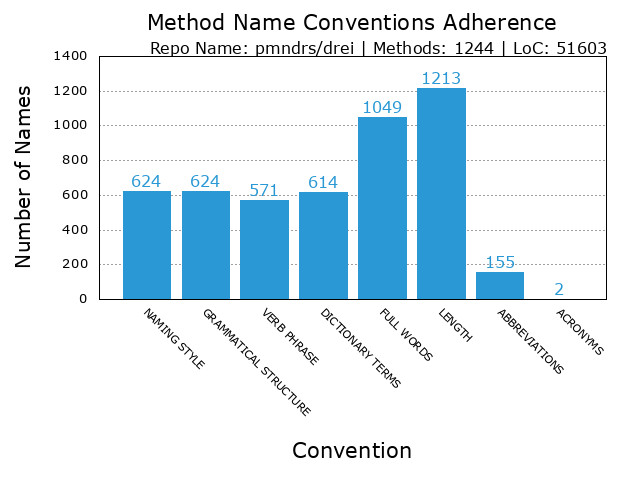 Method Name Conventions Adherence
Repo Name: pmndrs/drei | Methods: 1244 | LoC: 51603
Number of Names
1400
1200
1000
800
600
400
200
0
624
624
571
614
1049
1213
155
2
NAMING STYLE
GRAMMATICAL STRUCTURE
VERB PHRASE
DICTIONARY TERMS
FULL WORDS
LENGTH
ABBREVIATIONS
ACRONYMS
Convention